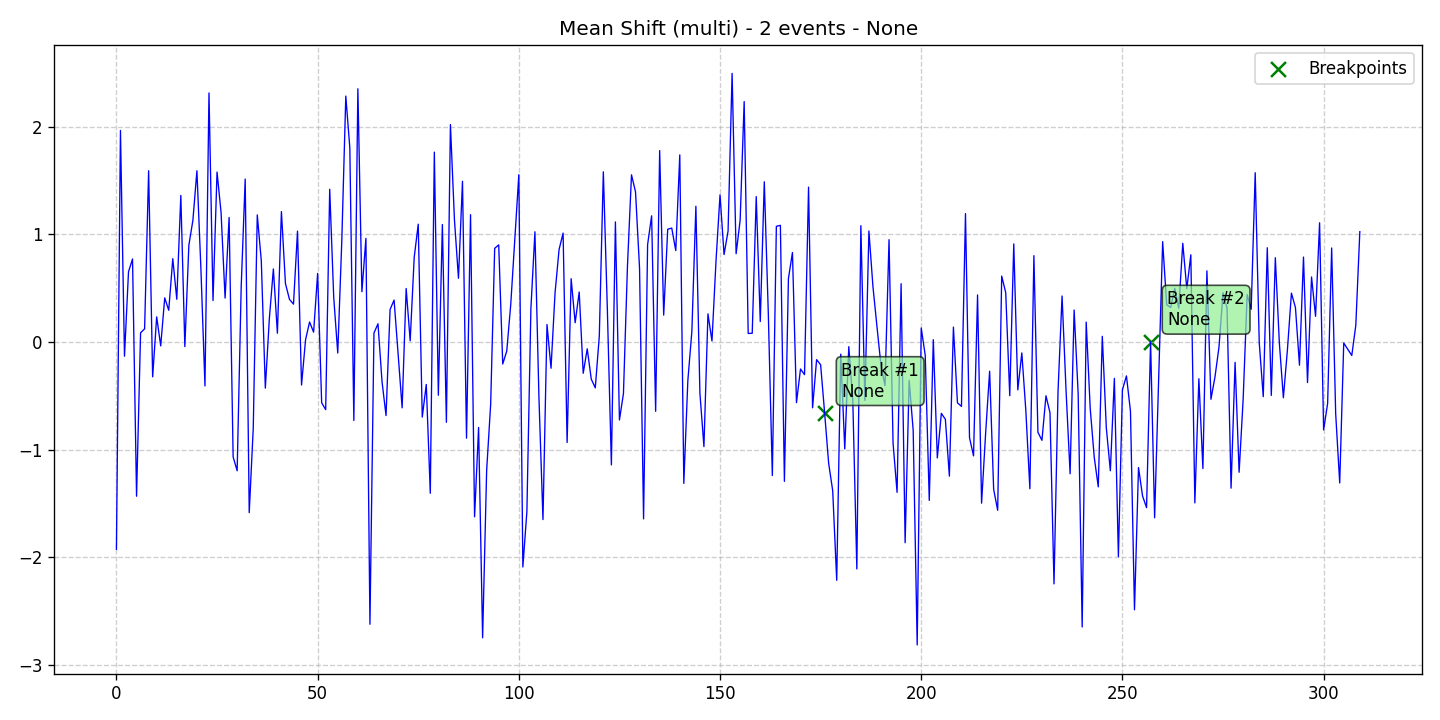 Mean Shift (multi) - 2 events - None
Breakpoints
2
1
0
−1
−2
−3
Break #2
None
Break #1
None
0
50
100
150
200
250
300